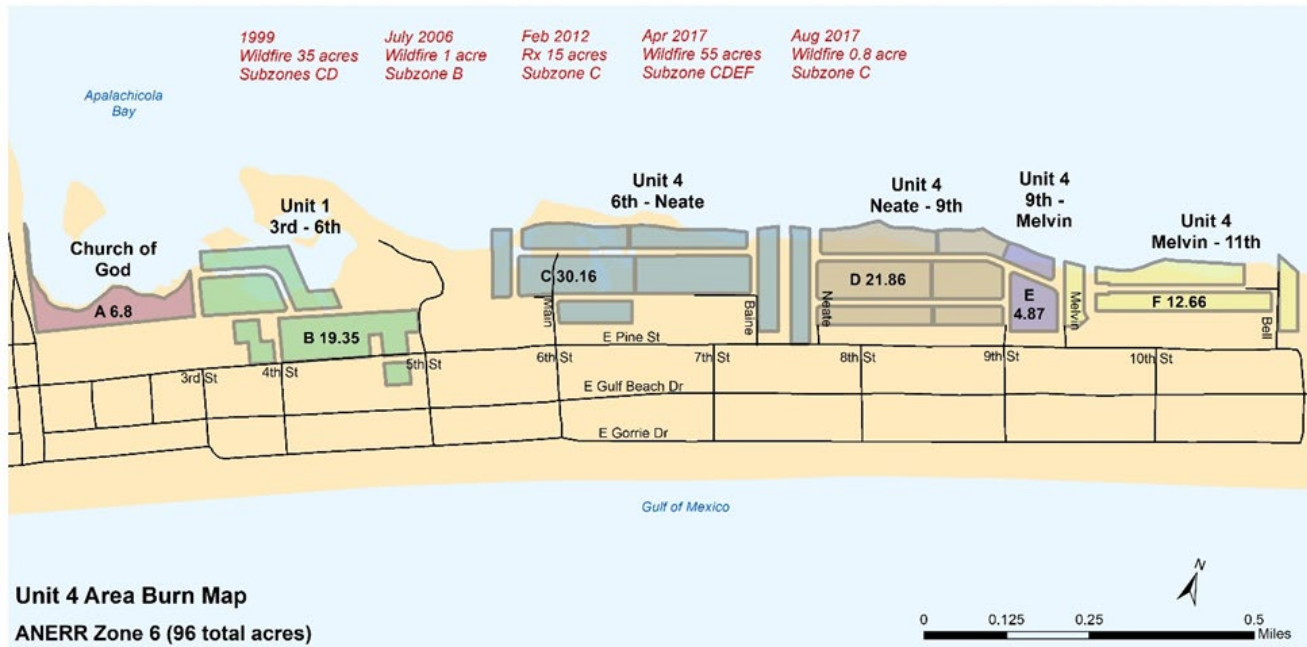 1999
Wildfire 35 acres
Subzones CD
July 2006
Wildfire 1 acre
Subzone B
Feb 2012
Rx 15 acres
Subzone C
Apr 2017
Wildfire 55 acres
Subzone CDEF
Aug 2017
Wildfire 0.8 acre
Subzone C
Apalachicola
Bay
Church of
God
Unit 1
3rd - 6th
Unit 4
6th - Neate
Unit 4
Neate - 9th
Unit 4
9th -
Melvin
Unit 4
Melvin - 11th
A 6.8
B 19.35
C 30.16
D 21.86
E
4.87
F 12.66
Main
Baine
Neate
Melvin
Bell
E Pine St
3rd St
4th St
5th St
6th St
7th St
8th St
9th St
10th St
E Gulf Beach Dr
E Gorrie Dr
Gulf of Mexico
Unit 4 Area Burn Map
ANERR Zone 6 (96 total acres)
N
0 0.125 0.25 0.5
Miles